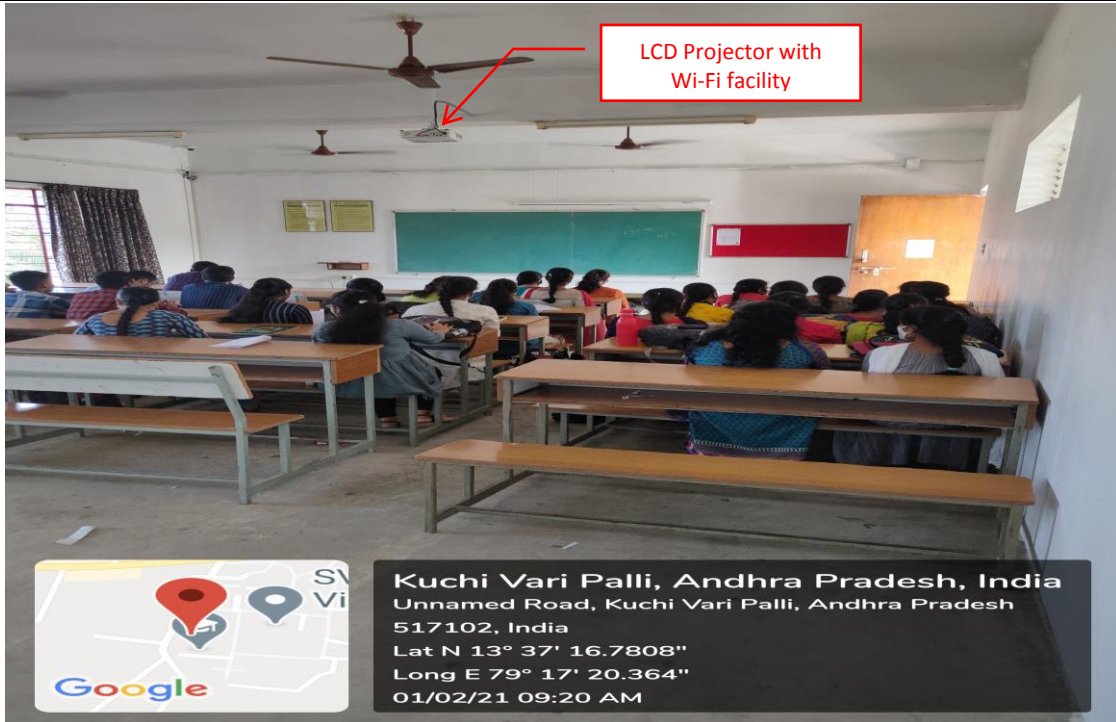 LCD Projector with
Wi-Fi facility
SV
Vi
Google
Kuchi Vari Palli, Andhra Pradesh, India
Unnamed Road, Kuchi Vari Palli, Andhra Pradesh
517102, India
Lat N 13° 37' 16.7808"
Long E 79° 17' 20.364"
01/02/21 09:20 AM